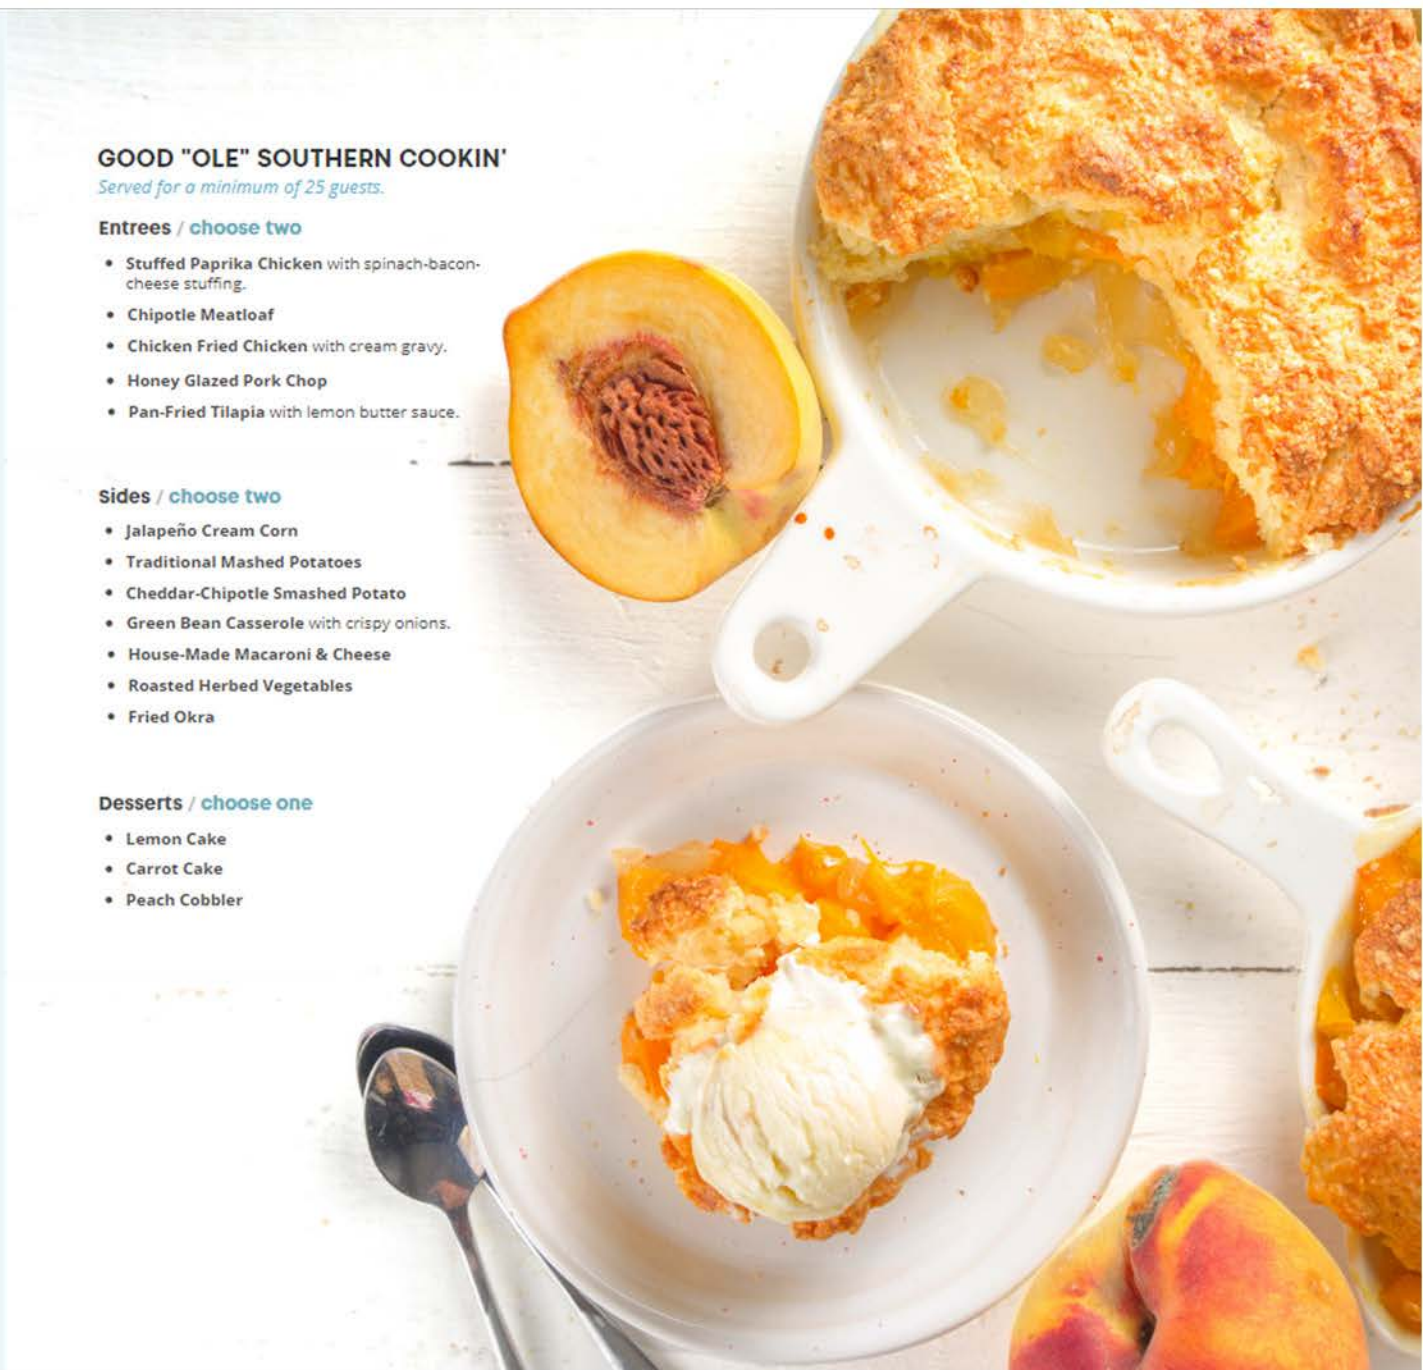 GOOD "OLE" SOUTHERN COOKIN'
Served for a minimum of 25 guests.
Entrees / choose two
• Stuffed Paprika Chicken with spinach-bacon-
cheese stuffing.
• Chipotle Meatloaf
• Chicken Fried Chicken with cream gravy.
• Honey Glazed Pork Chop
• Pan-Fried Tilapia with lemon butter sauce.
Sides / choose two
• Jalapeño Cream Corn
• Traditional Mashed Potatoes
• Cheddar-Chipotle Smashed Potato
• Green Bean Casserole with crispy onions.
• House-Made Macaroni & Cheese
• Roasted Herbed Vegetables
• Fried Okra
Desserts / choose one
• Lemon Cake
• Carrot Cake
• Peach Cobbler